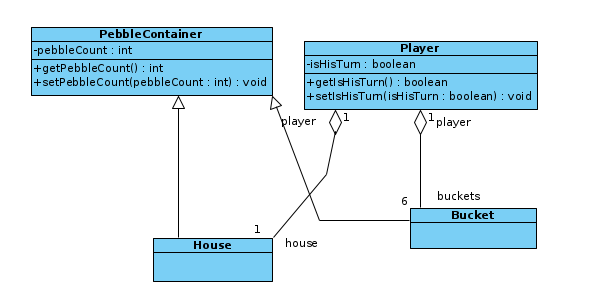 PebbleContainer
-pebbleCount : int
+getPebbleCount() : int
+setPebbleCount(pebbleCount : int) : void
Player
-isHisTurn : boolean
+getIsHisTurn() : boolean
+setIsHisTurn(isHisTurn : boolean) : void
player
1
1
player
6
buckets
Bucket
1
house
House